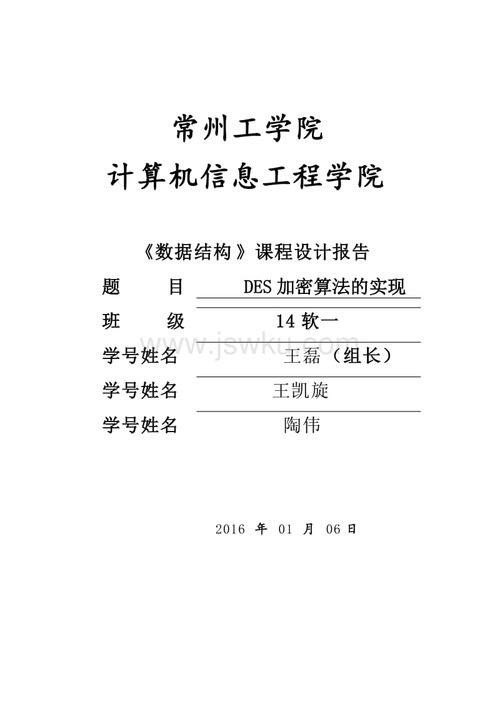 常州工学院
计算机信息工程学院
《数据结构》课程设计报告
题 目 DES 加密算法的实现
班 级 14 软一
www.jswku.com
学号姓名 王磊（组长）
学号姓名 王凯旋
学号姓名 陶伟
2016 年 01 月 06日